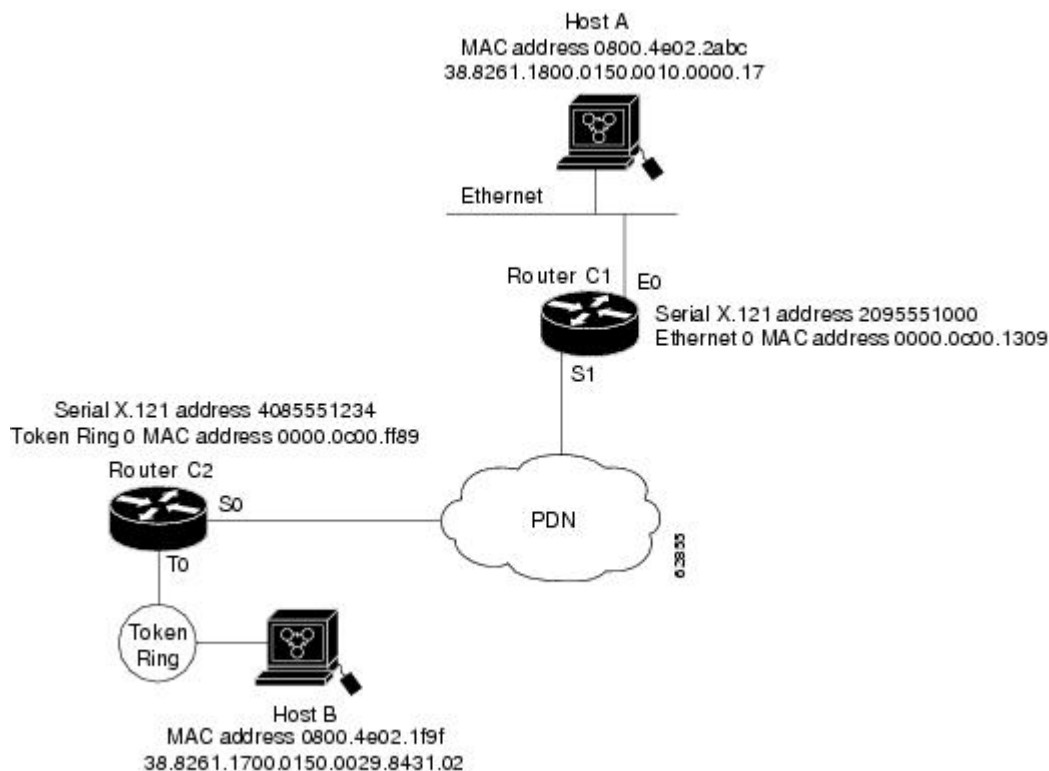 Host A
MAC address 0800.4e02.2abc
38.8261.1800.0150.0010.0000.17
Ethernet
Router C1
E0
Serial X.121 address 2095551000
Ethernet 0 MAC address 0000.0c00.1309
S1
Serial X.121 address 4085551234
Token Ring 0 MAC address 0000.0c00.ff89
Router C2
S0
PDN
62855
T0
Token
Ring
Host B
MAC address 0800.4e02.1f9f
38.8261.1700.0150.0029.8431.02